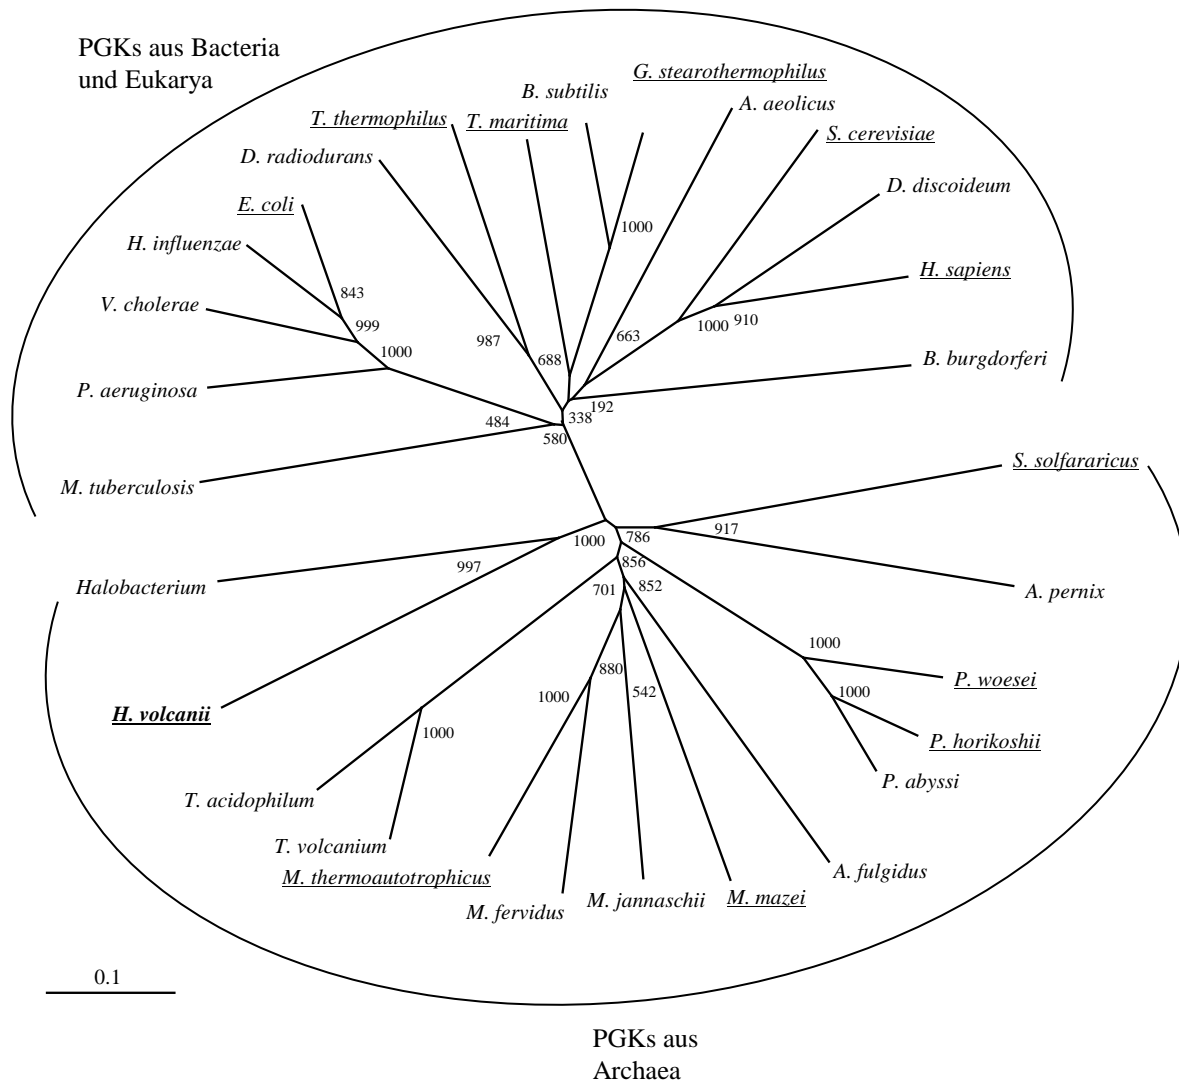 PGKs aus Bacteria
und Eukarya
G. stearothermophilus
B. subtilis
A. aeolicus
T. thermophilus
T. maritima
S. cerevisiae
D. radiodurans
D. discoideum
E. coli
H. influenzae
H. sapiens
V. cholerae
B. burgdorferi
P. aeruginosa
M. tuberculosis
1000
843
999
1000
987
688
663
1000
910
192
338
484
580
S. solfararicus
917
786
1000
856
997
Halobacterium
701
852
A. pernix
1000
P. woesei
880
542
1000
1000
H. volcanii
1000
P. horikoshii
P. abyssi
T. acidophilum
T. volcanium
M. thermoautotrophicus
A. fulgidus
M. fervidus
M. jannaschii
M. mazei
0.1
PGKs aus
Archaea